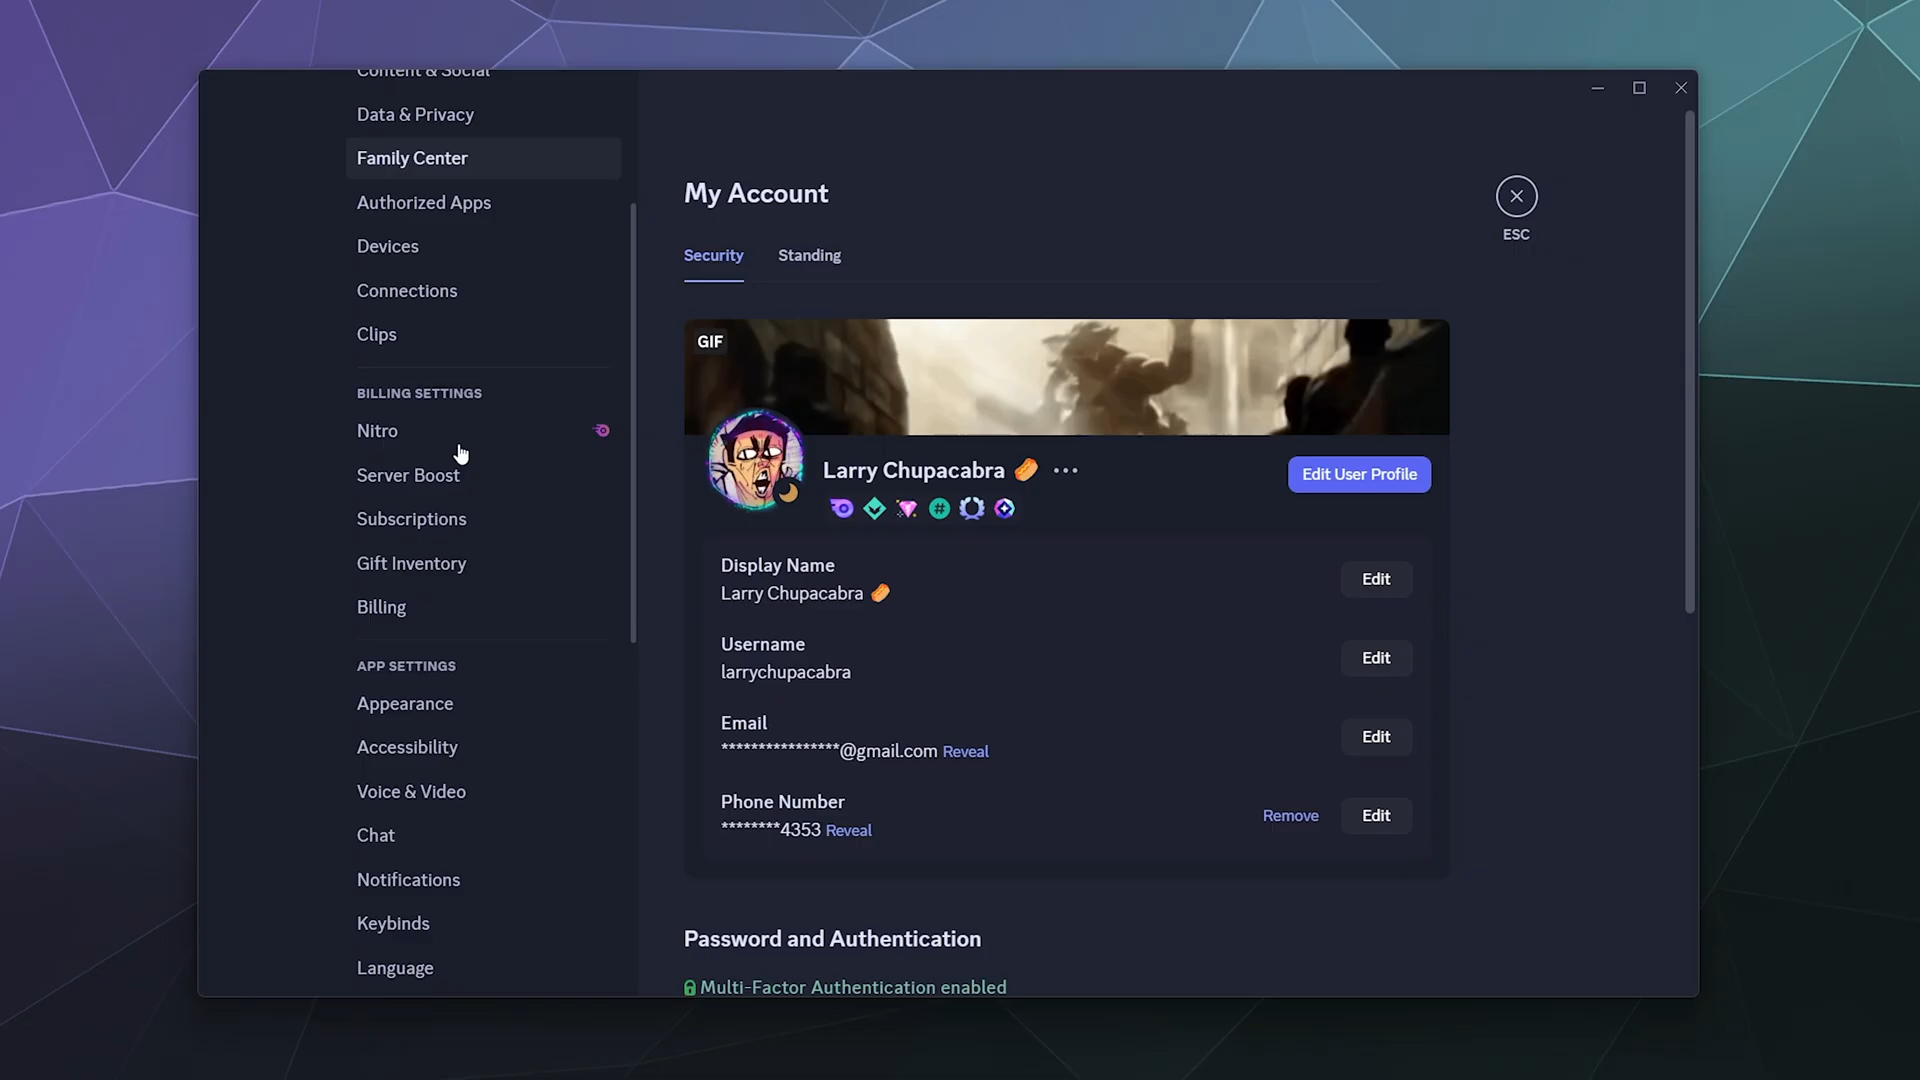 Content & Social
Data & Privacy
Family Center
Authorized Apps
Devices
Connections
Clips
BILLING SETTINGS
Nitro
Server Boost
Subscriptions
Gift Inventory
Billing
APP SETTINGS
Appearance
Accessibility
Voice & Video
Chat
Notifications
Keybinds
Language
My Account
ESC
Security Standing
GIF
Larry Chupacabra
Edit User Profile
Display Name
Larry Chupacabra
Edit
Username
larrychupacabra
Edit
Email
****************@gmail.com Reveal
Edit
Phone Number
********4353 Reveal
Remove Edit
Password and Authentication
Multi-Factor Authentication enabled